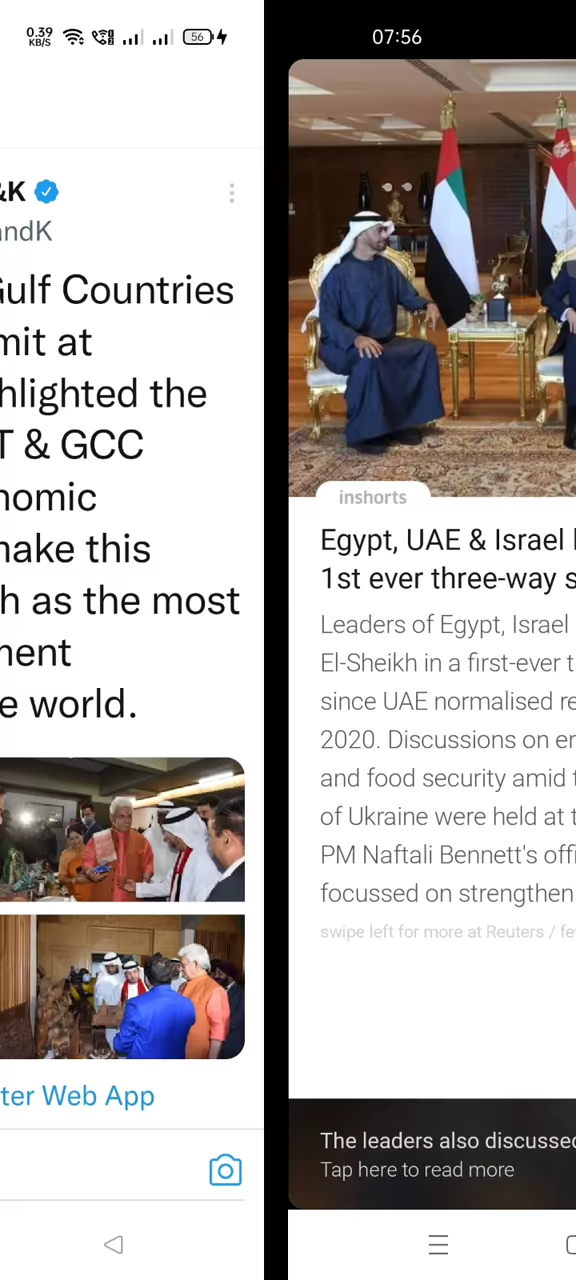 0.39
KB/S
56
&K
andK
Gulf Countries
mit at
hlighted the
T & GCC
nomic
make this
h as the most
ment
e world.
ter Web App
07:56
inshorts
Egypt, UAE & Israel
1st ever three-way s
Leaders of Egypt, Israel
El-Sheikh in a first-ever t
since UAE normalised re
2020. Discussions on en
and food security amid t
of Ukraine were held at t
PM Naftali Bennett's offi
focussed on strengthen
swipe left for more at Reuters / fe
The leaders also discussed
Tap here to read more